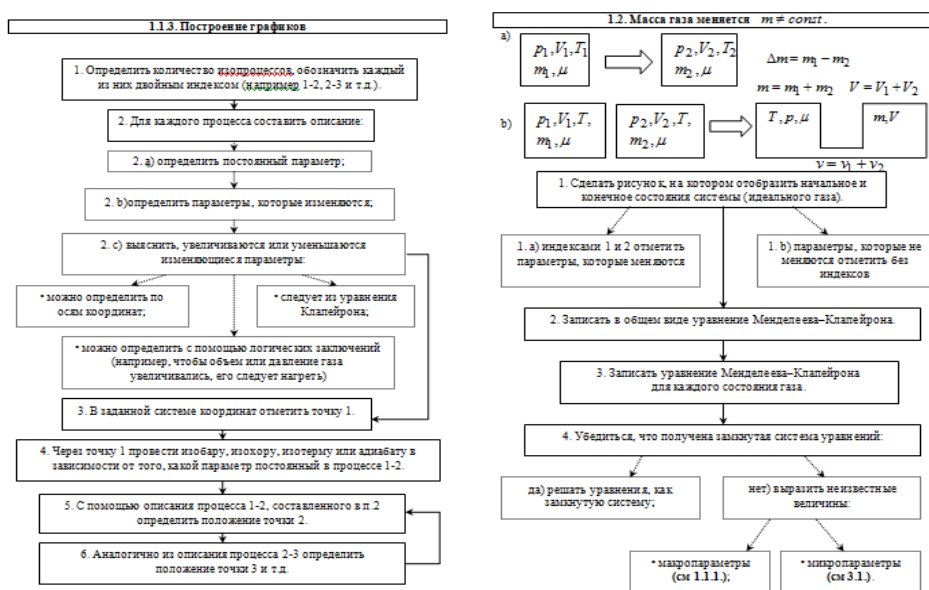 1.1.3. Построение графиков
1. Определить количество изопроцессов, обозначить каждый
из них двойным индексом (например 1-2, 2-3 и т.д.).
2. Для каждого процесса составить описание:
2. а) определить постоянный параметр;
2. b)определить параметры, которые изменяются;
2. с) выяснить, увеличиваются или уменьшаются
изменяющиеся параметры:
• можно определить по
осям координат;
• следует из уравнения
Клапейрона;
• можно определить с помощью логических заключений
(например, чтобы объем или давление газа
увеличивались, его следует нагреть)
3. В заданной системе координат отметить точку 1.
4. Через точку 1 провести изобару, изохору, изотерму или адиабату в
зависимости от того, какой параметр постоянный в процессе 1-2.
5. С помощью описания процесса 1-2, составленного в п.2
определить положение точки 2.
6. Аналогично из описания процесса 2-3 определить
положение точки 3 и т.д.
1.2. Масса газа меняется m ≠ const.
a)
p₁,V₁,T₁
m₁,μ
p₂,V₂,T₂
m₂,μ
Δm = m₁ − m₂
m = m₁ + m₂ V = V₁ + V₂
b)
p₁,V₁,T,
m₁,μ
p₂,V₂,T,
m₂,μ
T, p, μ
m,V
ν = ν₁ + ν₂
1. Сделать рисунок, на котором отобразить начальное и
конечное состояния системы (идеального газа).
1. а) индексами 1 и 2 отметить
параметры, которые меняются
1. b) параметры, которые не
меняются отметить без
индексов
2. Записать в общем виде уравнение Менделеева–Клапейрона.
3. Записать уравнение Менделеева–Клапейрона
для каждого состояния газа.
4. Убедиться, что получена замкнутая система уравнений:
да) решать уравнения, как
замкнутую систему;
нет) выразить неизвестные
величины:
• макропараметры
(см 1.1.1.);
• микропараметры
(см 3.1.).